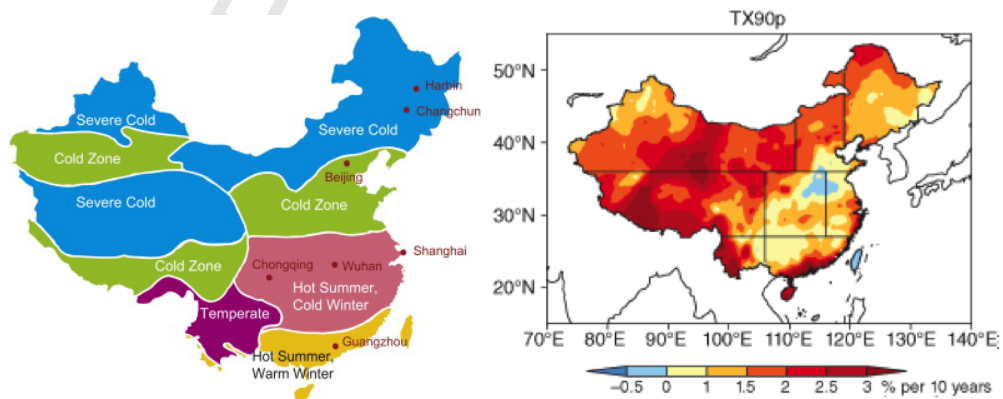 Harbin
Changchun
Severe Cold
Severe Cold
Cold Zone
Beijing
Severe Cold
Cold Zone
Shanghai
Cold Zone
Chongqing
Wuhan
Hot Summer,
Cold Winter
Temperate
Guangzhou
Hot Summer,
Warm Winter
TX90p
50°N
40°N
30°N
20°N
70°E 80°E 90°E 100°E 110°E 120°E 130°E 140°E
−0.5 0 1 1.5 2 2.5 3 % per 10 years